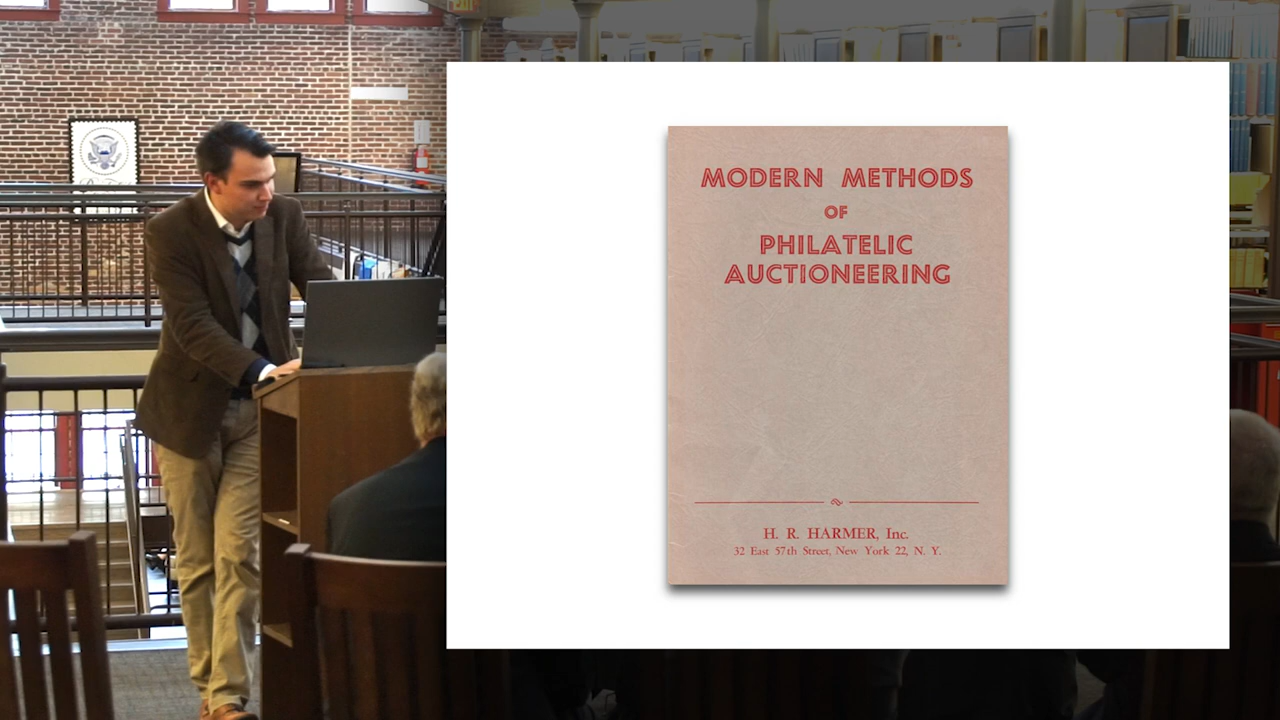 MODERN METHODS
OF
PHILATELIC
AUCTIONEERING
H. R. HARMER, Inc.
32 East 57th Street, New York 22, N. Y.